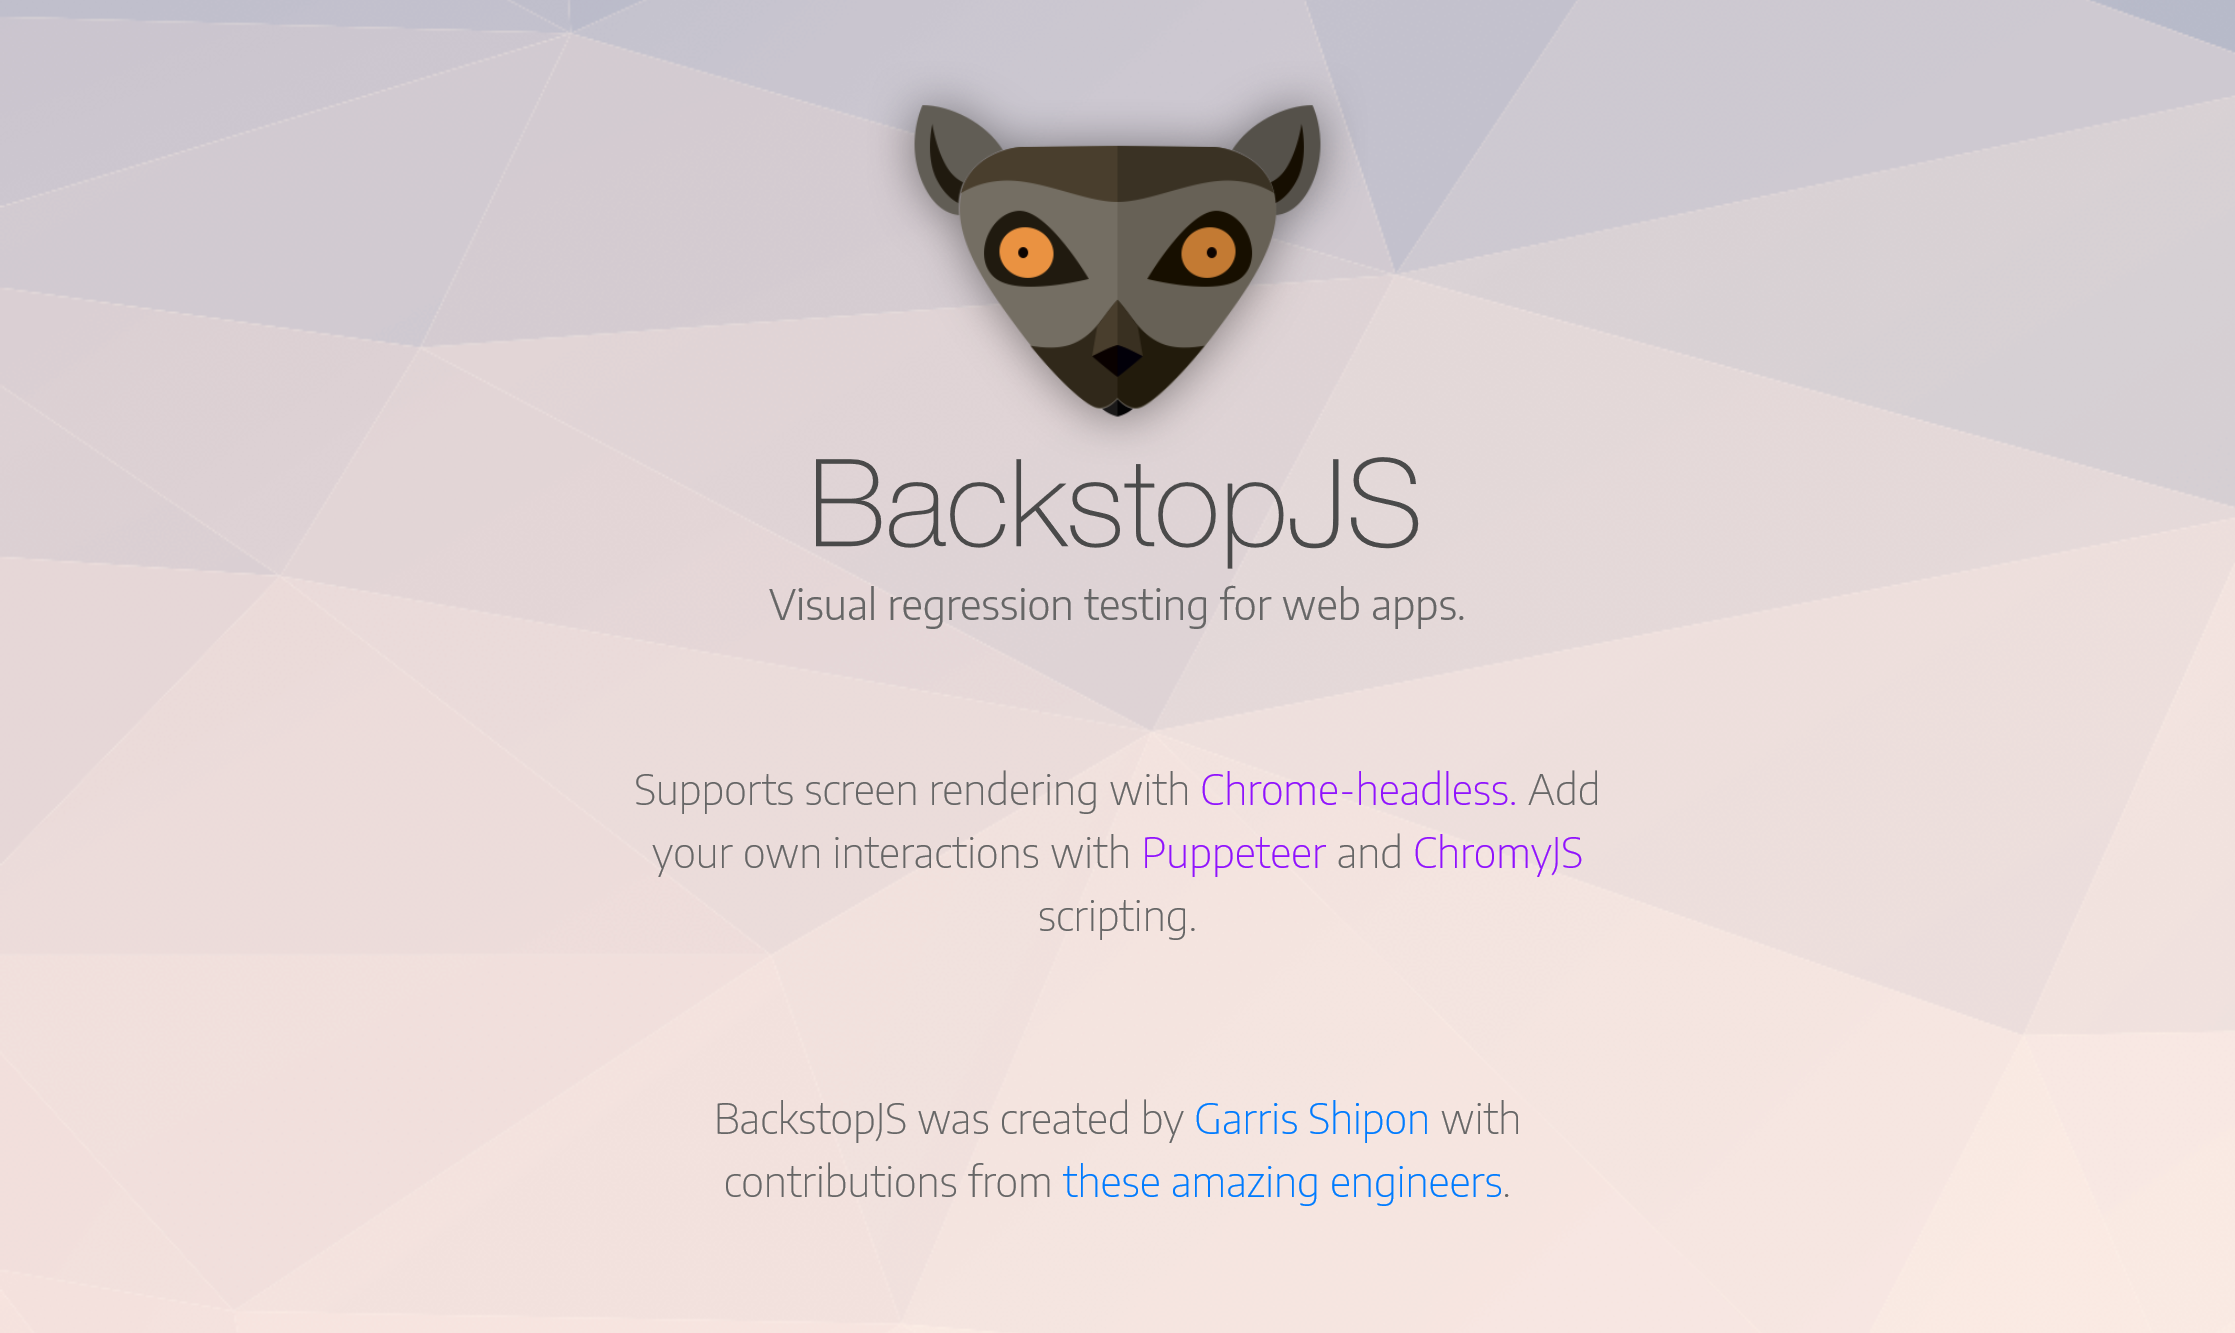 BackstopJS
Visual regression testing for web apps.
Supports screen rendering with Chrome-headless. Add
your own interactions with Puppeteer and ChromyJS
scripting.
BackstopJS was created by Garris Shipon with
contributions from these amazing engineers.